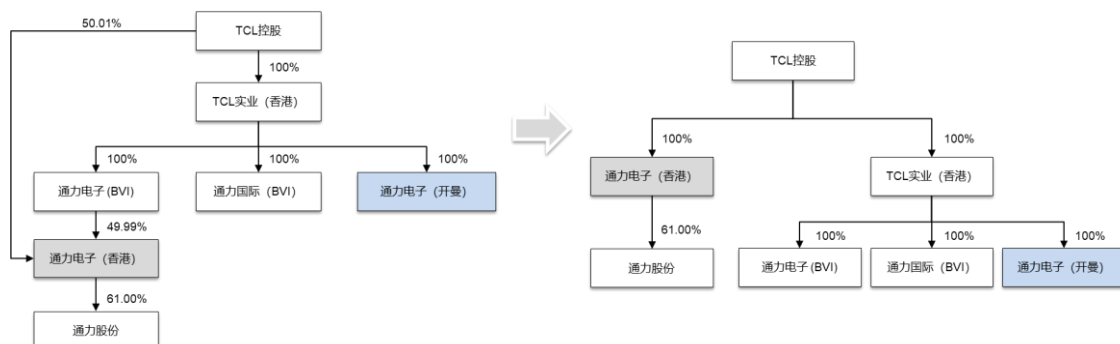 50.01%
TCL控股
100%
TCL实业（香港）
100%
100%
100%
通力电子(BVI)
通力国际（BVI）
通力电子（开曼）
49.99%
通力电子（香港）
61.00%
通力股份
TCL控股
100%
100%
通力电子（香港）
TCL实业（香港）
61.00%
100%
100%
100%
通力股份
通力电子(BVI)
通力国际（BVI）
通力电子（开曼）